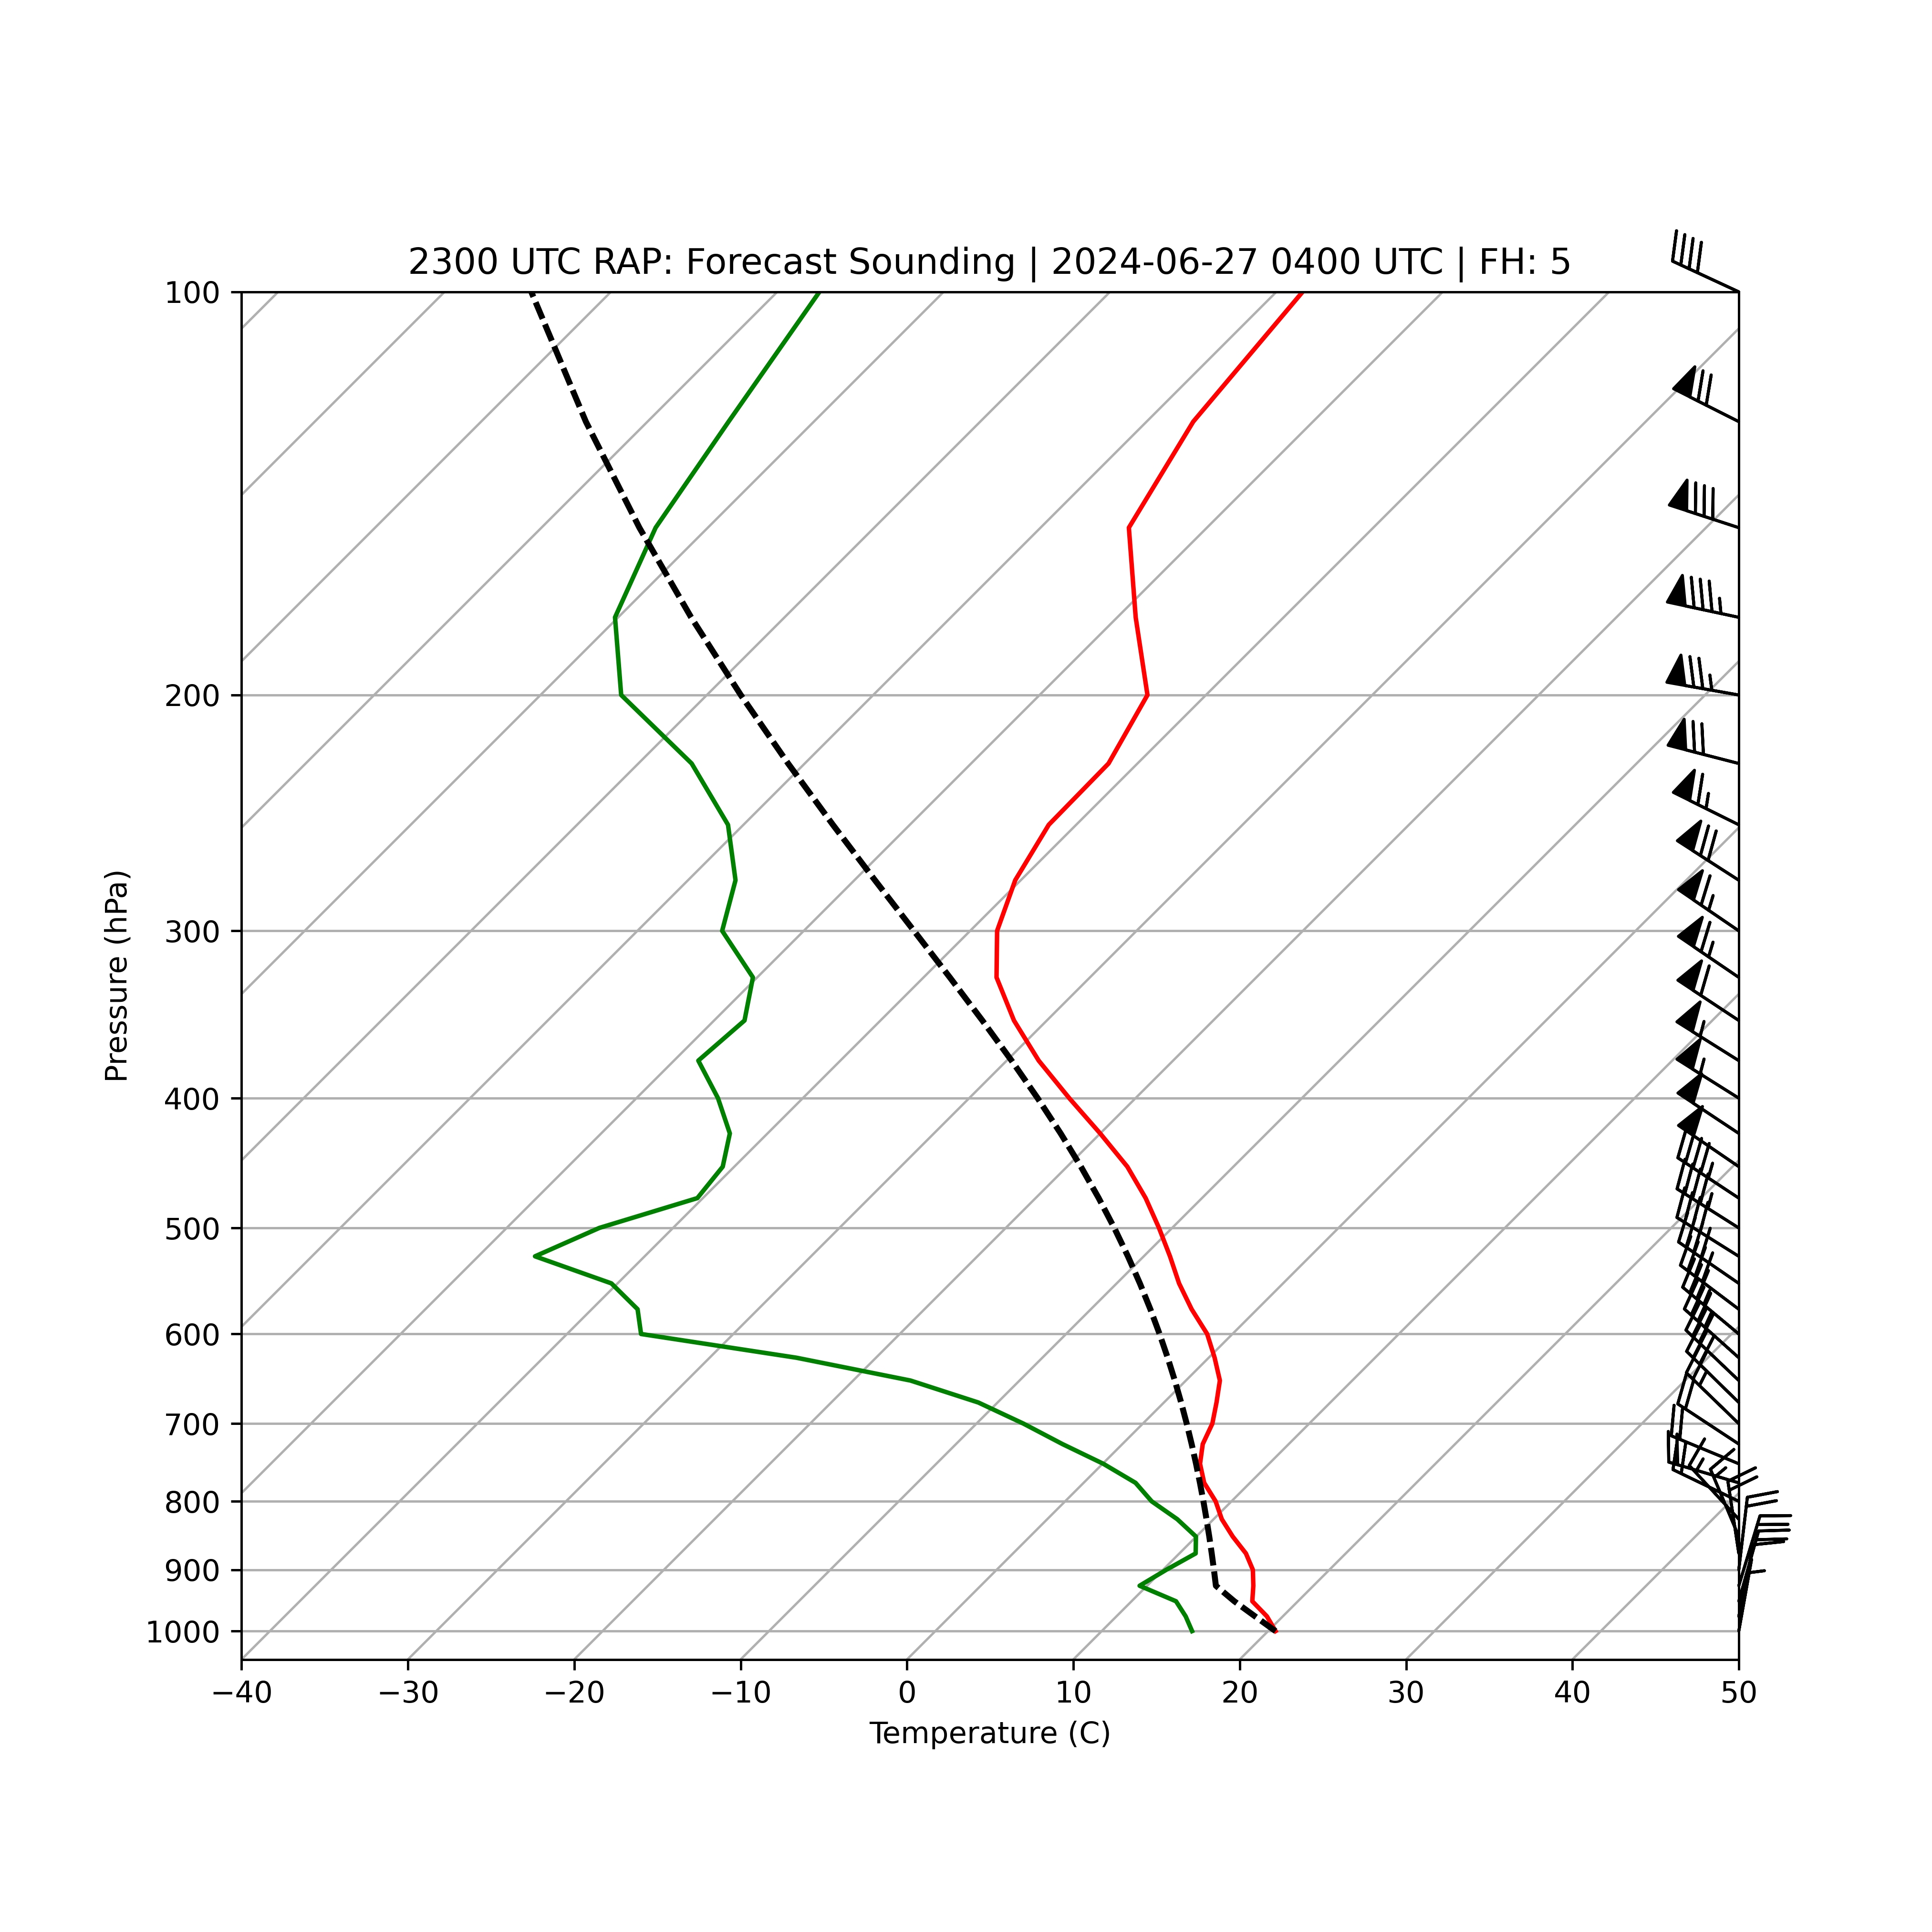 2300 UTC RAP: Forecast Sounding | 2024-06-27 0400 UTC | FH: 5
100
200
300
400
500
600
700
800
900
1000
Pressure (hPa)
−40 −30 −20 −10 0 10 20 30 40 50
Temperature (C)